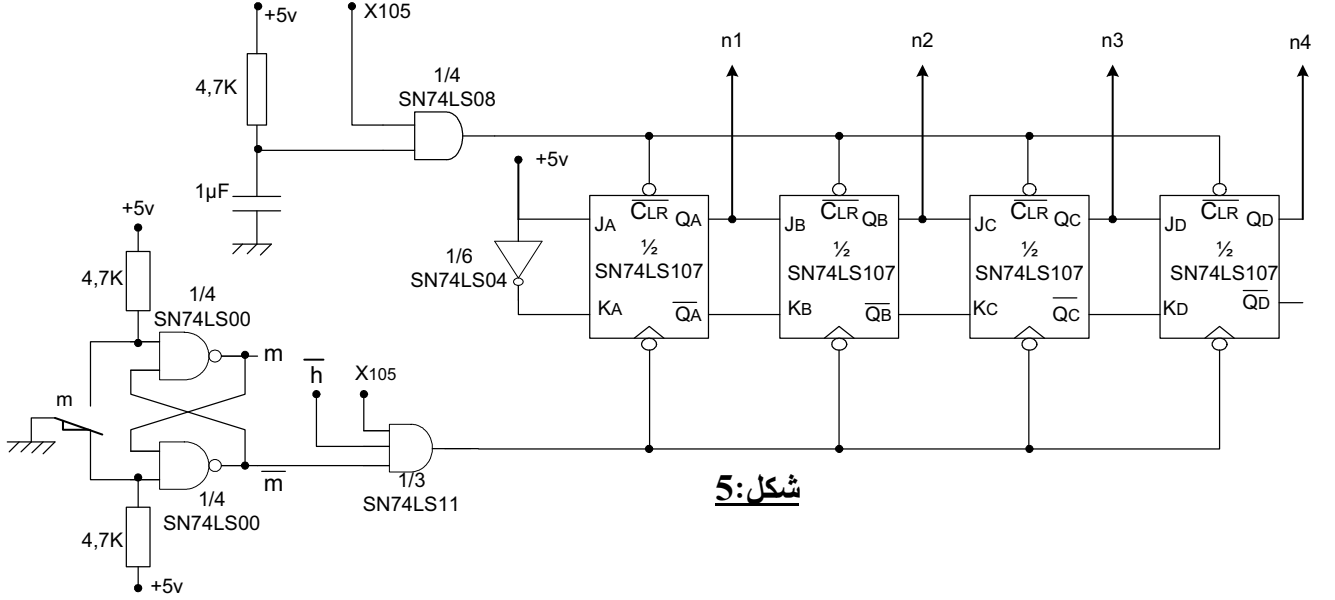 +5v
X105
n1
n2
n3
n4
4,7K
1/4
SN74LS08
+5v
1µF
1/6
SN74LS04
JA
CLR
QA
½
SN74LS107
KA
QA
JB
CLR
QB
½
SN74LS107
KB
QB
JC
CLR
QC
½
SN74LS107
KC
QC
JD
CLR
QD
½
SN74LS107
KD
QD
+5v
4,7K
1/4
SN74LS00
m
m
h
X105
m
1/4
SN74LS00
1/3
SN74LS11
4,7K
+5v
شكل:5